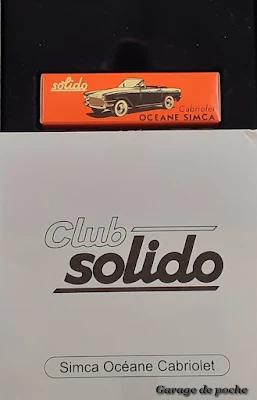 solido
Cabriolet
OCEANE SIMCA
Club
solido
Simca Océane Cabriolet
Garage de poche